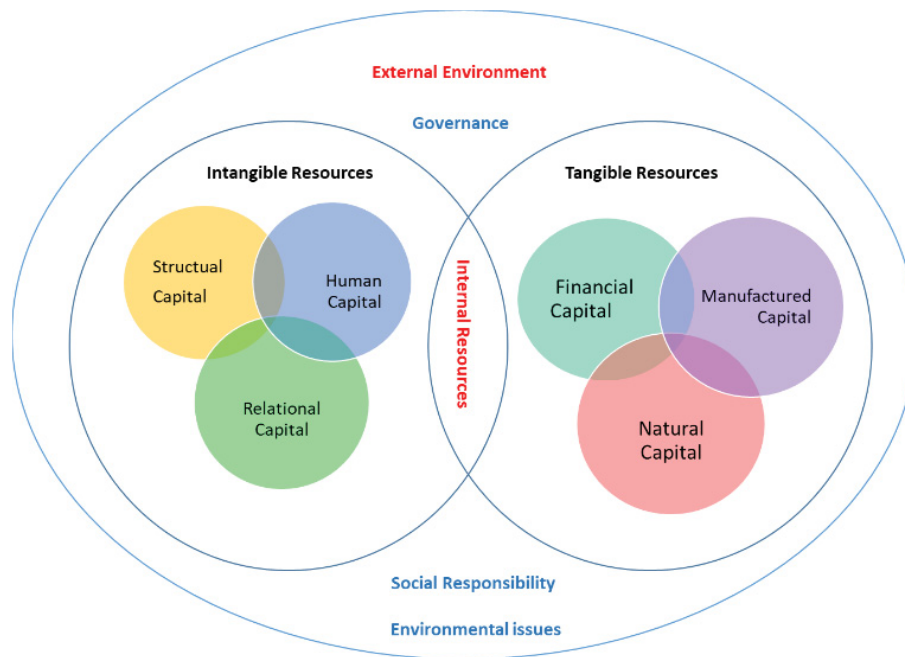 External Environment
Governance
Intangible Resources
Tangible Resources
Structual
Capital
Human
Capital
Relational
Capital
Internal Resources
Financial
Capital
Manufactured
Capital
Natural
Capital
Social Responsibility
Environmental issues